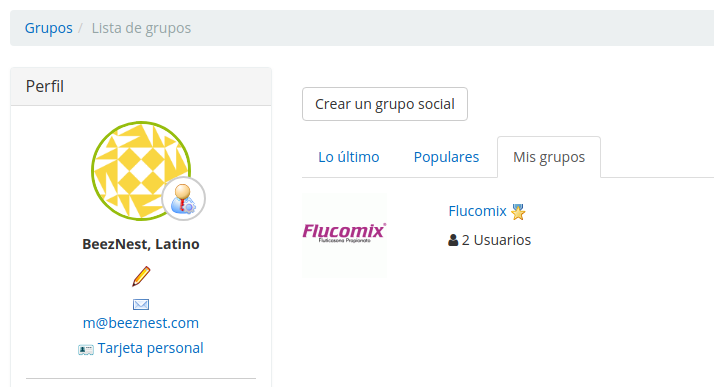 Grupos / Lista de grupos
Perfil
BeezNest, Latino
m@beeznest.com
Tarjeta personal
Crear un grupo social
Lo último
Populares
Mis grupos
Flucomix®
Fluticasona Propionato
Flucomix
2 Usuarios